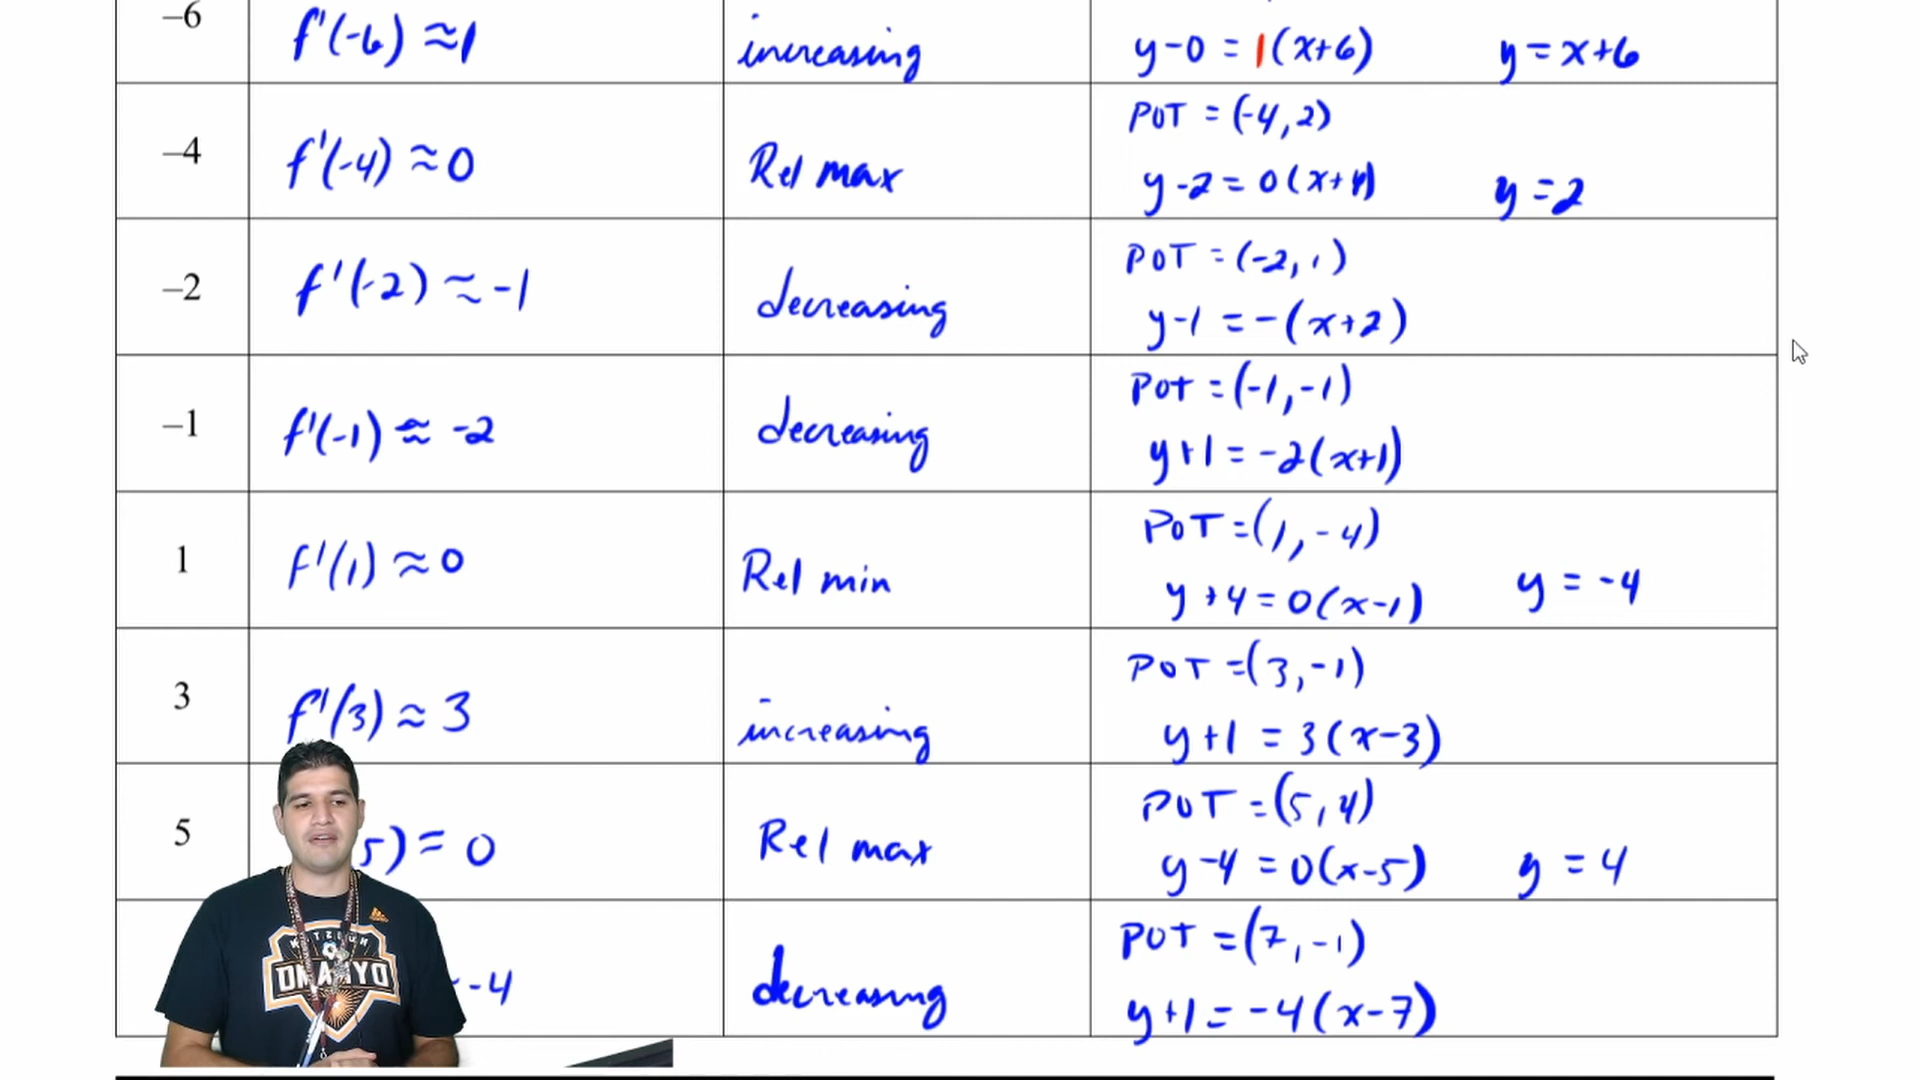 –6
f'(-6) ≈1
increasing
y-0 = 1(x+6)
y=x+6
–4
f'(-4) ≈0
Rel max
POT = (-4,2)
y-2 = 0(x+4)
y=2
–2
f'(-2) ≈ -1
decreasing
POT = (-2,1)
y-1 = -(x+2)
–1
f'(-1) ≈ -2
decreasing
POT = (-1,-1)
y+1 = -2(x+1)
1
f'(1) ≈ 0
Rel min
POT = (1,-4)
y+4 = 0(x-1)
y = -4
3
f'(3) ≈ 3
increasing
POT = (3,-1)
y+1 = 3(x-3)
5
5) = 0
Rel max
POT = (5,4)
y-4 = 0(x-5)
y = 4
-4
decreasing
POT = (7,-1)
y+1 = -4(x-7)